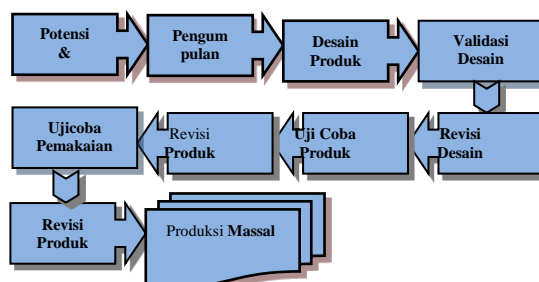 Potensi
&
Pengum
pulan
Desain
Produk
Validasi
Desain
Revisi
Desain
Uji Coba
Produk
Revisi
Produk
Ujicoba
Pemakaian
Revisi
Produk
Produksi Massal